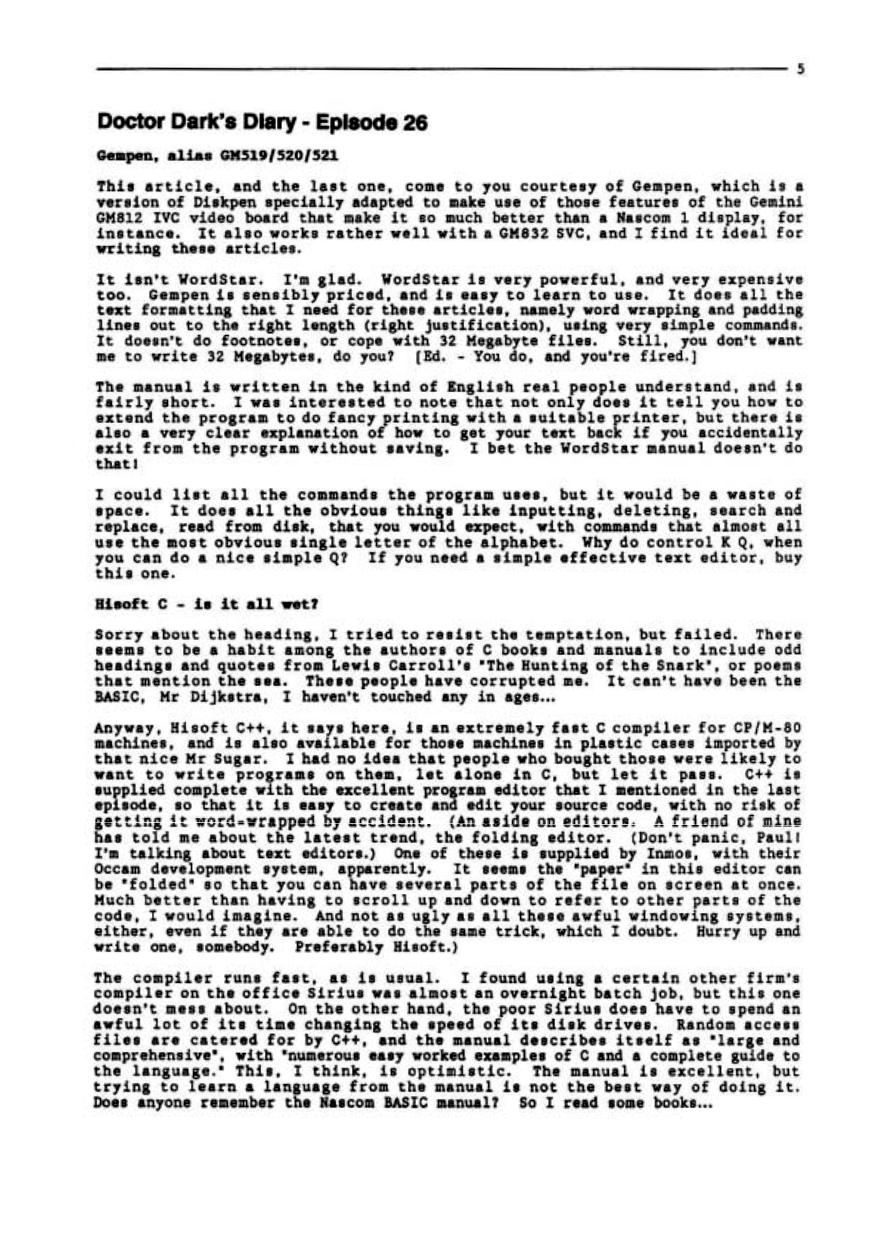 5
Doctor Dark's Diary - Episode 26
Gempen, alias GM519/520/521
This article, and the last one, come to you courtesy of Gempen, which is a
version of Diskpen specially adapted to make use of those features of the Gemini
GM812 IVC video board that make it so much better than a Nascom 1 display, for
instance. It also works rather well with a GM832 SVC, and I find it ideal for
writing these articles.
It isn't WordStar. I'm glad. WordStar is very powerful, and very expensive
too. Gempen is sensibly priced, and is easy to learn to use. It does all the
text formatting that I need for these articles, namely word wrapping and padding
lines out to the right length (right justification), using very simple commands.
It doesn't do footnotes, or cope with 32 Megabyte files. Still, you don't want
me to write 32 Megabytes, do you? [Ed. - You do, and you're fired.]
The manual is written in the kind of English real people understand, and is
fairly short. I was interested to note that not only does it tell you how to
extend the program to do fancy printing with a suitable printer, but there is
also a very clear explanation of how to get your text back if you accidentally
exit from the program without saving. I bet the WordStar manual doesn't do
that!
I could list all the commands the program uses, but it would be a waste of
space. It does all the obvious things like inputting, deleting, search and
replace, read from disk, that you would expect, with commands that almost all
use the most obvious single letter of the alphabet. Why do control K Q, when
you can do a nice simple Q? If you need a simple effective text editor, buy
this one.
Hisoft C - is it all wet?
Sorry about the heading, I tried to resist the temptation, but failed. There
seems to be a habit among the authors of C books and manuals to include odd
headings and quotes from Lewis Carroll's "The Hunting of the Snark", or poems
that mention the sea. These people have corrupted me. It can't have been the
BASIC, Mr Dijkstra, I haven't touched any in ages...
Anyway, Hisoft C++, it says here, is an extremely fast C compiler for CP/M-80
machines, and is also available for those machines in plastic cases imported by
that nice Mr Sugar. I had no idea that people who bought those were likely to
want to write programs on them, let alone in C, but let it pass. C++ is
supplied complete with the excellent program editor that I mentioned in the last
episode, so that it is easy to create and edit your source code, with no risk of
getting it word=wrapped by accident. (An aside on editors. A friend of mine
has told me about the latest trend, the folding editor. (Don't panic, Paul!
I'm talking about text editors.) One of these is supplied by Inmos, with their
Occam development system, apparently. It seems the "paper" in this editor can
be "folded" so that you can have several parts of the file on screen at once.
Much better than having to scroll up and down to refer to other parts of the
code, I would imagine. And not as ugly as all these awful windowing systems,
either, even if they are able to do the same trick, which I doubt. Hurry up and
write one, somebody. Preferably Hisoft.)
The compiler runs fast, as is usual. I found using a certain other firm's
compiler on the office Sirius was almost an overnight batch job, but this one
doesn't mess about. On the other hand, the poor Sirius does have to spend an
awful lot of its time changing the speed of its disk drives. Random access
files are catered for by C++, and the manual describes itself as "large and
comprehensive", with "numerous easy worked examples of C and a complete guide to
the language." This, I think, is optimistic. The manual is excellent, but
trying to learn a language from the manual is not the best way of doing it.
Does anyone remember the Nascom BASIC manual? So I read some books...